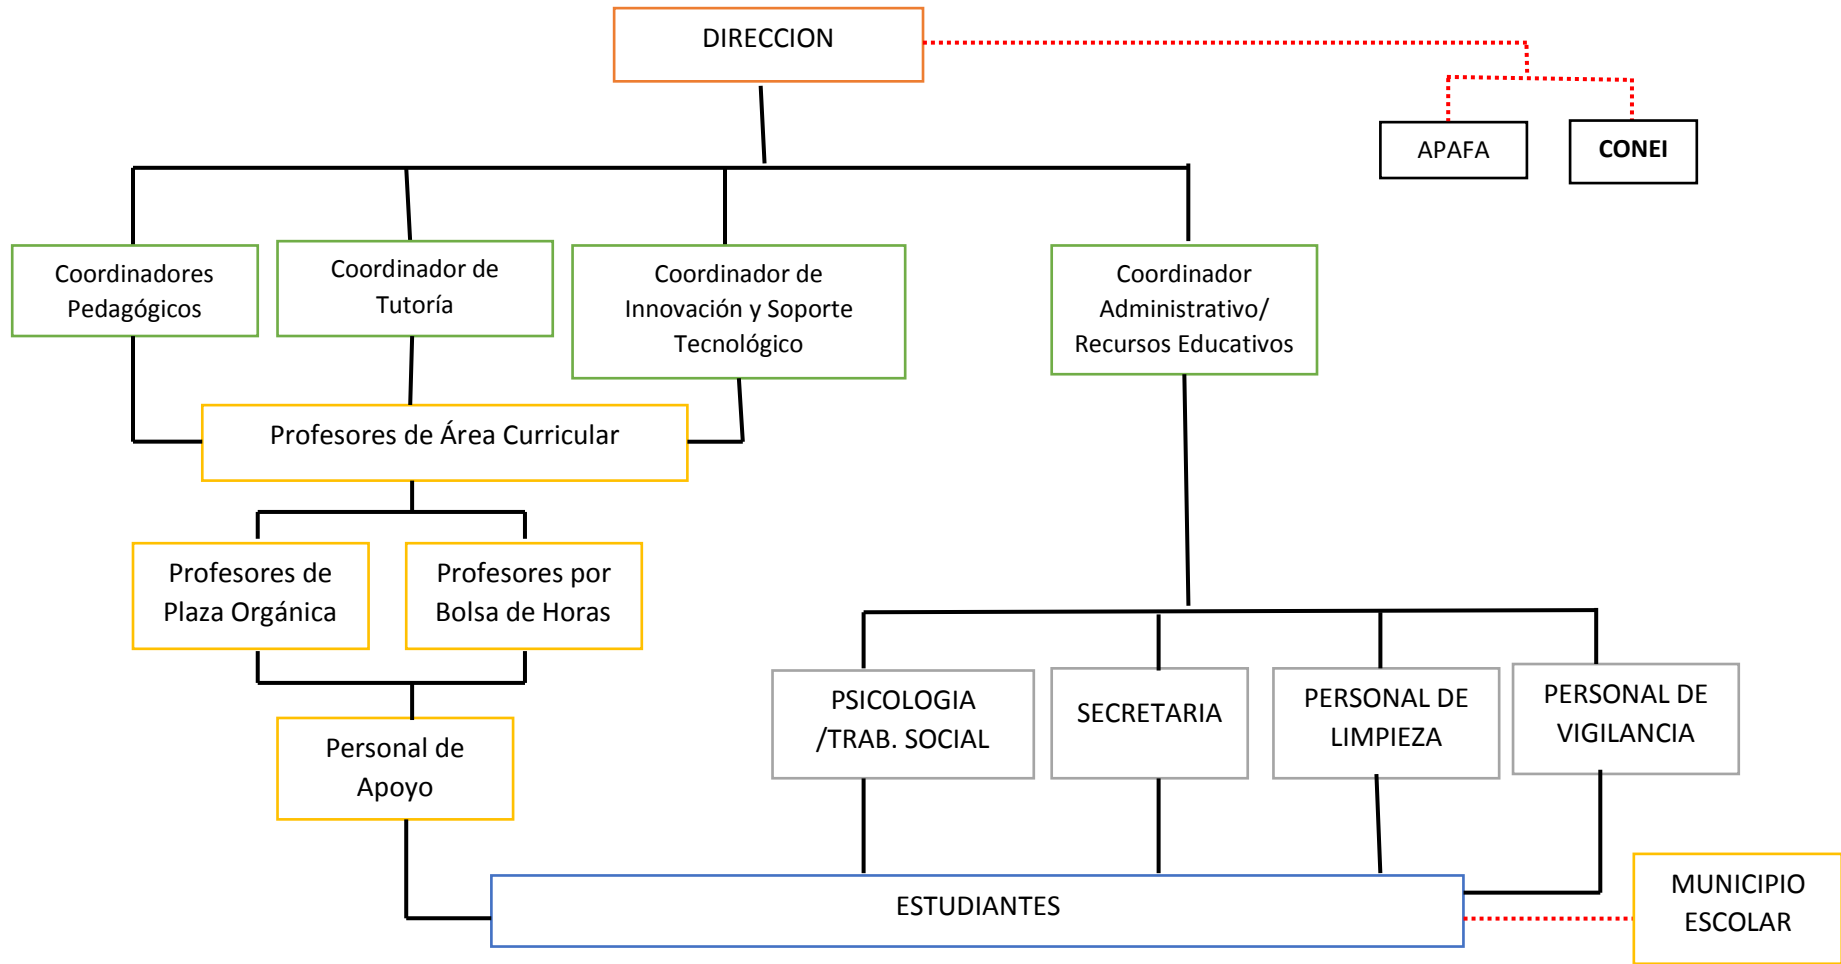 DIRECCION
APAFA
CONEI
Coordinadores
Pedagógicos
Coordinador de
Tutoría
Coordinador de
Innovación y Soporte
Tecnológico
Coordinador
Administrativo/
Recursos Educativos
Profesores de Área Curricular
Profesores de
Plaza Orgánica
Profesores por
Bolsa de Horas
PSICOLOGIA
/TRAB. SOCIAL
SECRETARIA
PERSONAL DE
LIMPIEZA
PERSONAL DE
VIGILANCIA
Personal de
Apoyo
ESTUDIANTES
MUNICIPIO
ESCOLAR